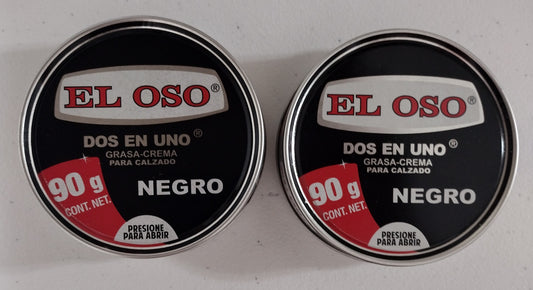 EL OSO®
DOS EN UNO®
GRASA-CREMA
PARA CALZADO
90 g
CONT. NET.
NEGRO
PRESIONE
PARA ABRIR
EL OSO®
DOS EN UNO®
GRASA-CREMA
PARA CALZADO
90 g
CONT. NET.
NEGRO
PRESIONE
PARA ABRIR